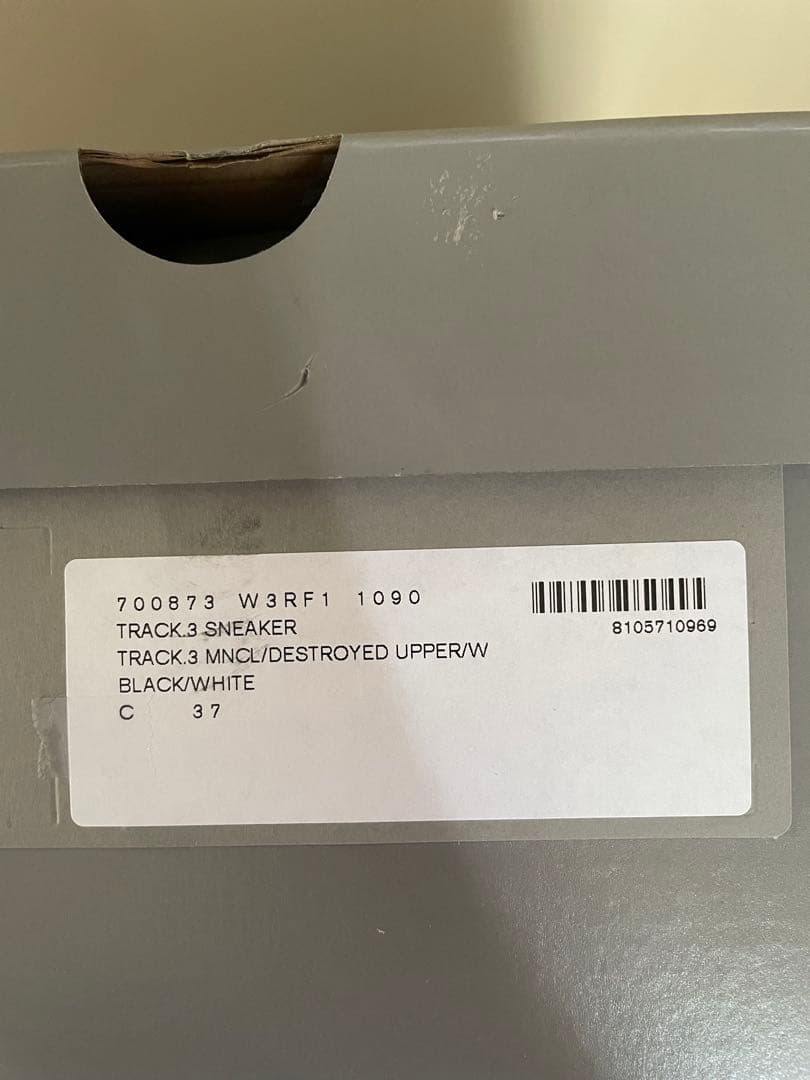 700873 W3RF1 1090
TRACK.3 SNEAKER
TRACK.3 MNCL/DESTROYED UPPER/W
BLACK/WHITE
C 37
8105710969